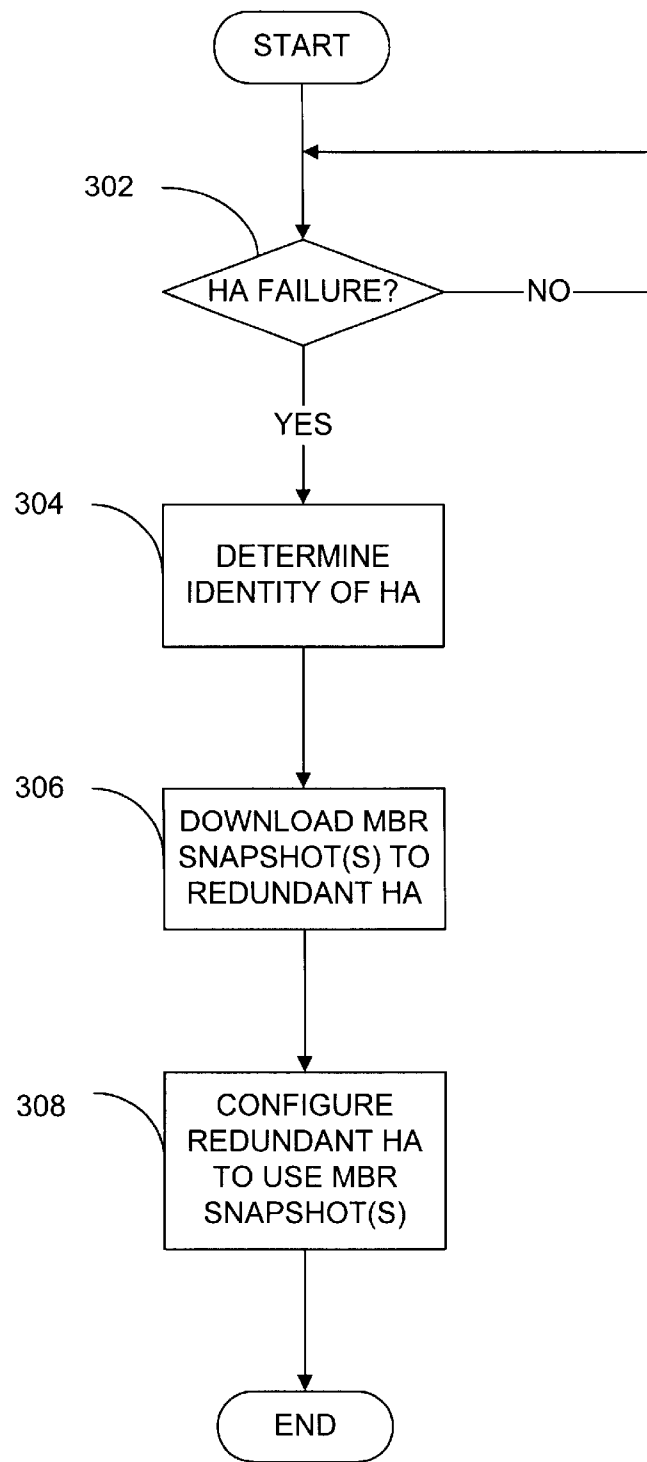 START
302
HA FAILURE?
NO
YES
304
DETERMINE
IDENTITY OF HA
306
DOWNLOAD MBR
SNAPSHOT(S) TO
REDUNDANT HA
308
CONFIGURE
REDUNDANT HA
TO USE MBR
SNAPSHOT(S)
END